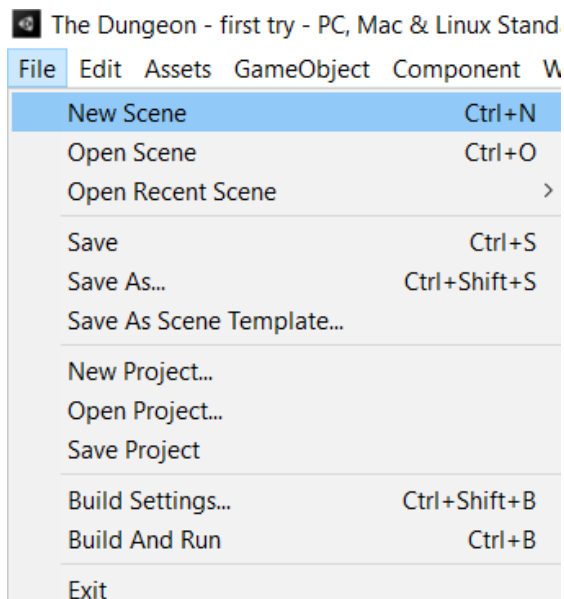 The Dungeon - first try - PC, Mac & Linux Stand
File Edit Assets GameObject Component W
New Scene Ctrl+N
Open Scene Ctrl+O
Open Recent Scene >
Save Ctrl+S
Save As... Ctrl+Shift+S
Save As Scene Template...
New Project...
Open Project...
Save Project
Build Settings... Ctrl+Shift+B
Build And Run Ctrl+B
Exit